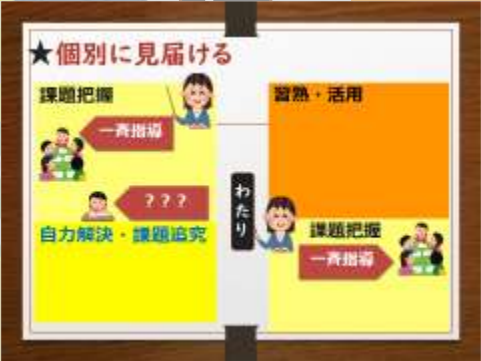 ★個別に見届ける
課題把握
一斉指導
???
自力解決・課題追究
わたり
習熟・活用
課題把握
一斉指導